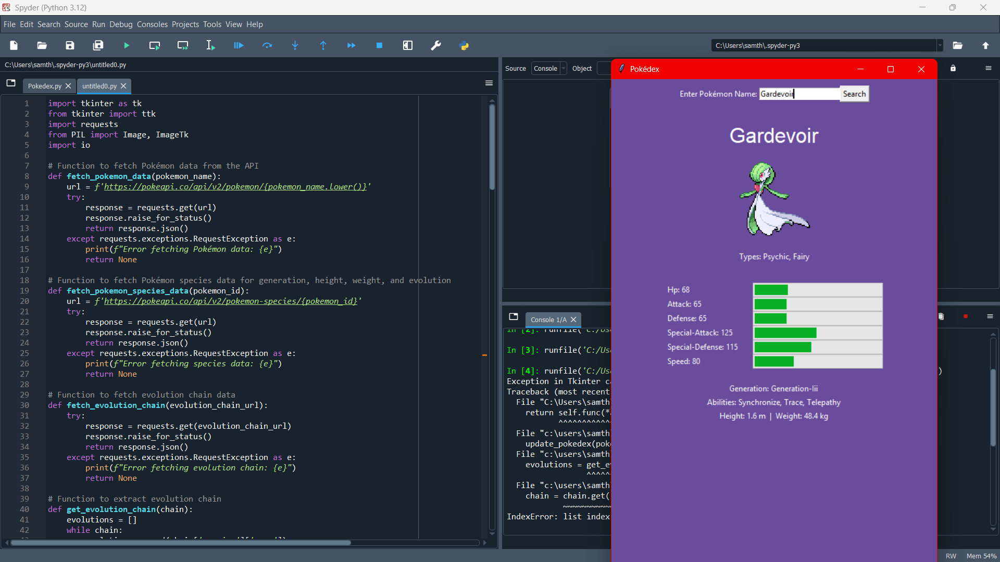 Spyder (Python 3.12)
File Edit Search Source Run Debug Consoles Projects Tools View Help
C:\Users\samth\.spyder-py3
C:\Users\samth\.spyder-py3\untitled0.py
Pokedex.py
untitled0.py
1 import tkinter as tk
2 from tkinter import ttk
3 import requests
4 from PIL import Image, ImageTk
5 import io
6
7 # Function to fetch Pokémon data from the API
8 def fetch_pokemon_data(pokemon_name):
9 url = f'https://pokeapi.co/api/v2/pokemon/{pokemon_name.lower()}'
10 try:
11 response = requests.get(url)
12 response.raise_for_status()
13 return response.json()
14 except requests.exceptions.RequestException as e:
15 print(f"Error fetching Pokémon data: {e}")
16 return None
17
18 # Function to fetch Pokémon species data for generation, height, weight, and evolution
19 def fetch_pokemon_species_data(pokemon_id):
20 url = f'https://pokeapi.co/api/v2/pokemon-species/{pokemon_id}'
21 try:
22 response = requests.get(url)
23 response.raise_for_status()
24 return response.json()
25 except requests.exceptions.RequestException as e:
26 print(f"Error fetching species data: {e}")
27 return None
28
29 # Function to fetch evolution chain data
30 def fetch_evolution_chain(evolution_chain_url):
31 try:
32 response = requests.get(evolution_chain_url)
33 response.raise_for_status()
34 return response.json()
35 except requests.exceptions.RequestException as e:
36 print(f"Error fetching evolution chain: {e}")
37 return None
38
39 # Function to extract evolution chain
40 def get_evolution_chain(chain):
41 evolutions = []
42 while chain:
Source Console Object
Console 1/A
In [2]: runfile('C:/Us
In [3]: runfile('C:/Us
In [4]: runfile('C:/Us
)
Exception in Tkinter c
Traceback (most recent
File "C:\Users\samth
return self.func(*
^^^^^^^^^^^
File "c:\users\samth
update_pokedex(pok
File "c:\users\samth
evolutions = get_e
^^^^^
File "c:\users\samth
chain = chain.get(
~~~~~~~~~~
IndexError: list index
Pokédex
Enter Pokémon Name: Gardevoir Search
Gardevoir
Types: Psychic, Fairy
Hp: 68
Attack: 65
Defense: 65
Special-Attack: 125
Special-Defense: 115
Speed: 80
Generation: Generation-Iii
Abilities: Synchronize, Trace, Telepathy
Height: 1.6 m | Weight: 48.4 kg
RW Mem 54%